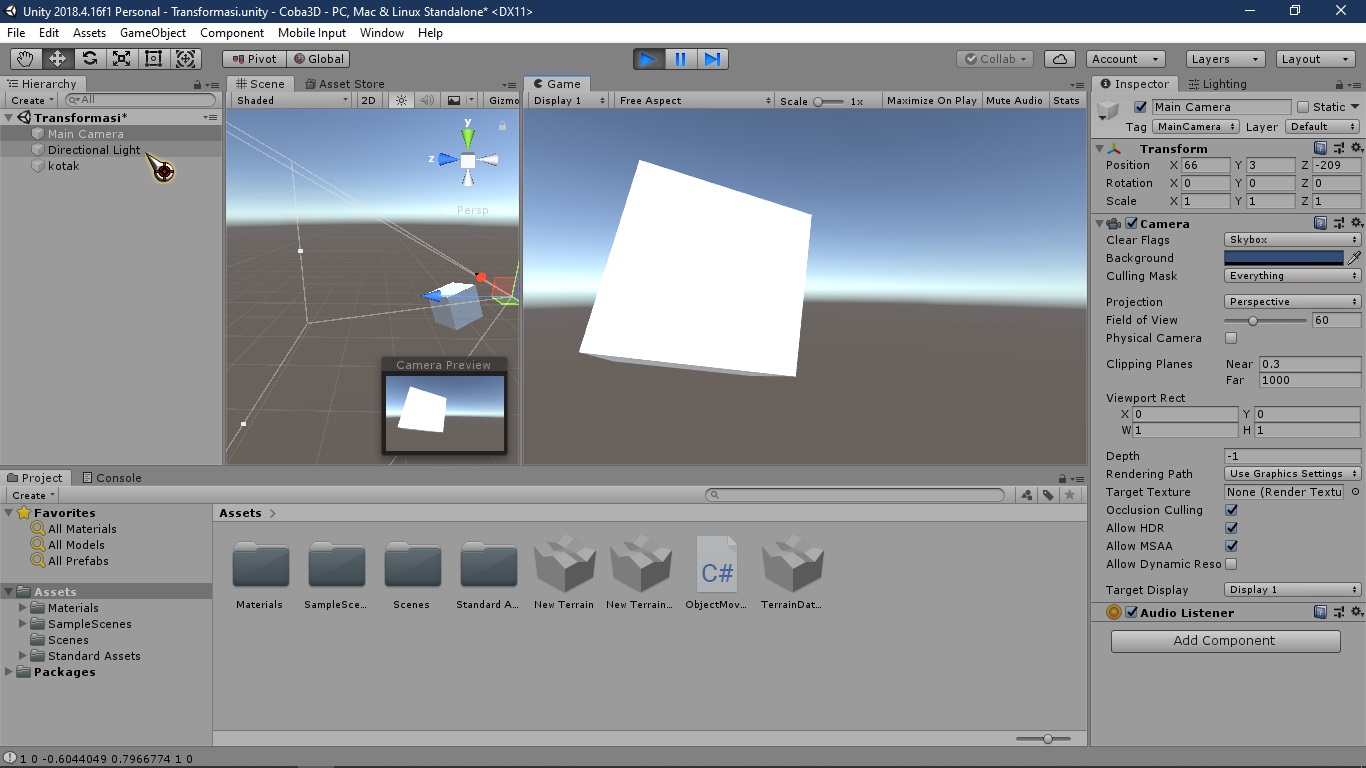 Unity 2018.4.16f1 Personal - Transformasi.unity - Coba3D - PC, Mac & Linux Standalone* <DX11>
File Edit Assets GameObject Component Mobile Input Window Help
Pivot Global Collab Account Layers Layout
Hierarchy
Create All
Transformasi*
Main Camera
Directional Light
kotak
Scene Asset Store
Shaded 2D Gizmo
y
z
Persp
Camera Preview
Game
Display 1 Free Aspect Scale 1x Maximize On Play Mute Audio Stats
Inspector Lighting
Main Camera Static
Tag MainCamera Layer Default
Transform
Position X 66 Y 3 Z -209
Rotation X 0 Y 0 Z 0
Scale X 1 Y 1 Z 1
Camera
Clear Flags Skybox
Background
Culling Mask Everything
Projection Perspective
Field of View 60
Physical Camera
Clipping Planes Near 0.3
Far 1000
Viewport Rect
X 0 Y 0
W 1 H 1
Depth -1
Rendering Path Use Graphics Settings
Target Texture None (Render Textu
Occlusion Culling
Allow HDR
Allow MSAA
Allow Dynamic Reso
Target Display Display 1
Audio Listener
Add Component
Project Console
Create
Favorites
All Materials
All Models
All Prefabs
Assets
Materials
SampleScenes
Scenes
Standard Assets
Packages
Assets
C#
Materials SampleSce... Scenes Standard A... New Terrain New Terrain... ObjectMov... TerrainDat...
1 0 -0.6044049 0.7966774 1 0